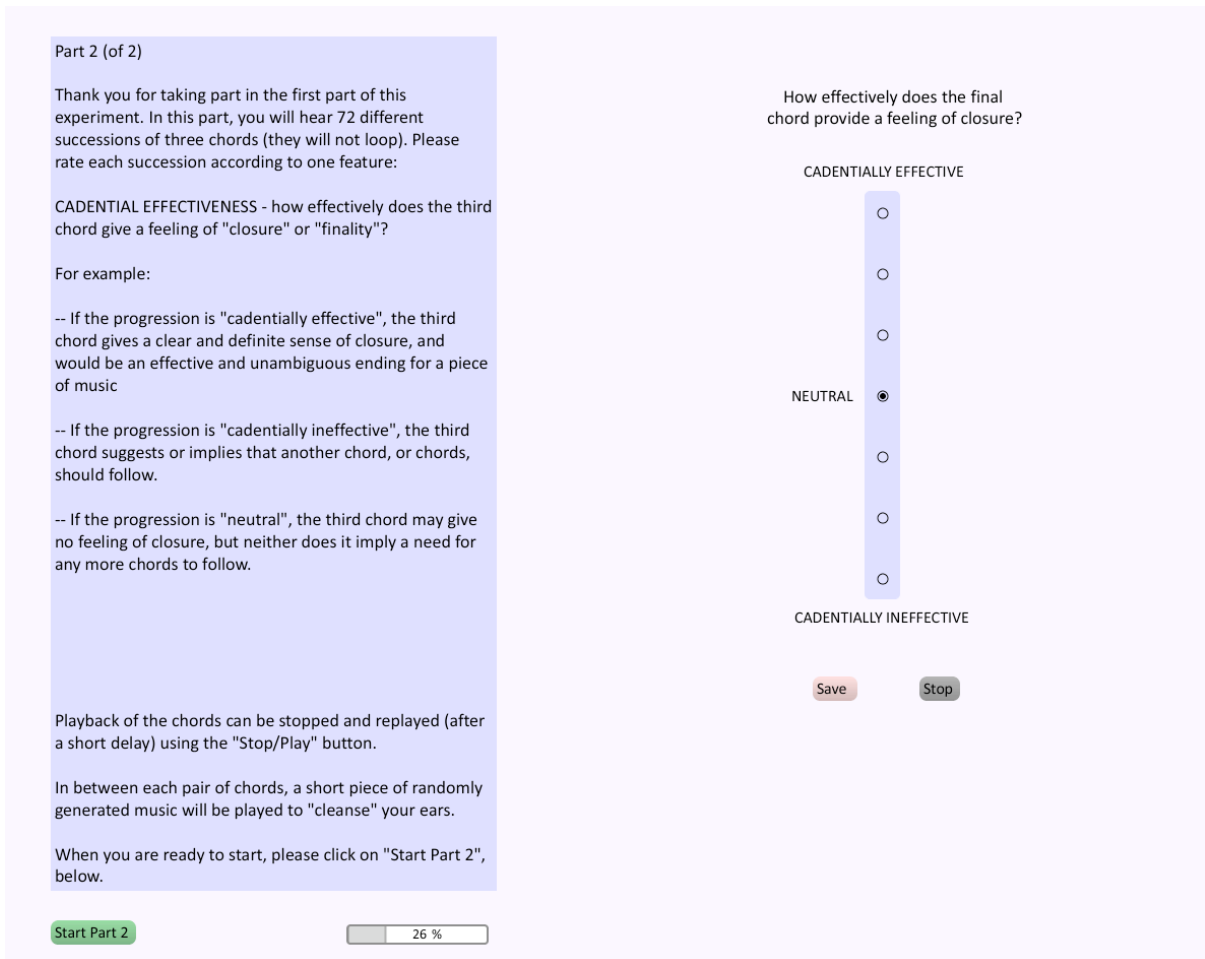 Part 2 (of 2)
Thank you for taking part in the first part of this
experiment. In this part, you will hear 72 different
successions of three chords (they will not loop). Please
rate each succession according to one feature:
CADENTIAL EFFECTIVENESS - how effectively does the third
chord give a feeling of "closure" or "finality"?
For example:
-- If the progression is "cadentially effective", the third
chord gives a clear and definite sense of closure, and
would be an effective and unambiguous ending for a piece
of music
-- If the progression is "cadentially ineffective", the third
chord suggests or implies that another chord, or chords,
should follow.
-- If the progression is "neutral", the third chord may give
no feeling of closure, but neither does it imply a need for
any more chords to follow.
Playback of the chords can be stopped and replayed (after
a short delay) using the "Stop/Play" button.
In between each pair of chords, a short piece of randomly
generated music will be played to "cleanse" your ears.
When you are ready to start, please click on "Start Part 2",
below.
Start Part 2
26 %
How effectively does the final
chord provide a feeling of closure?
CADENTIALLY EFFECTIVE
NEUTRAL
CADENTIALLY INEFFECTIVE
Save
Stop